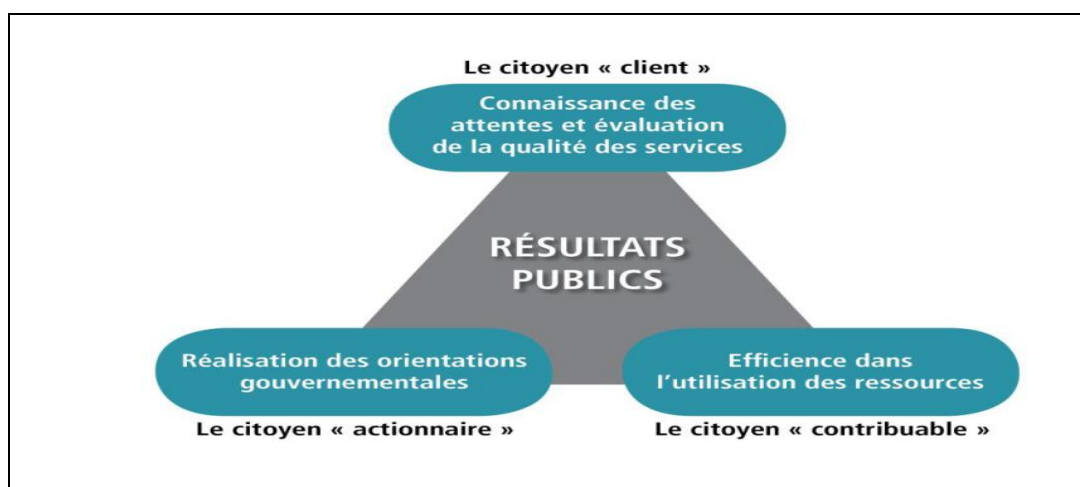 Le citoyen « client »
Connaissance des
attentes et évaluation
de la qualité des services
RÉSULTATS
PUBLICS
Réalisation des orientations
gouvernementales
Efficience dans
l'utilisation des ressources
Le citoyen « actionnaire »
Le citoyen « contribuable »